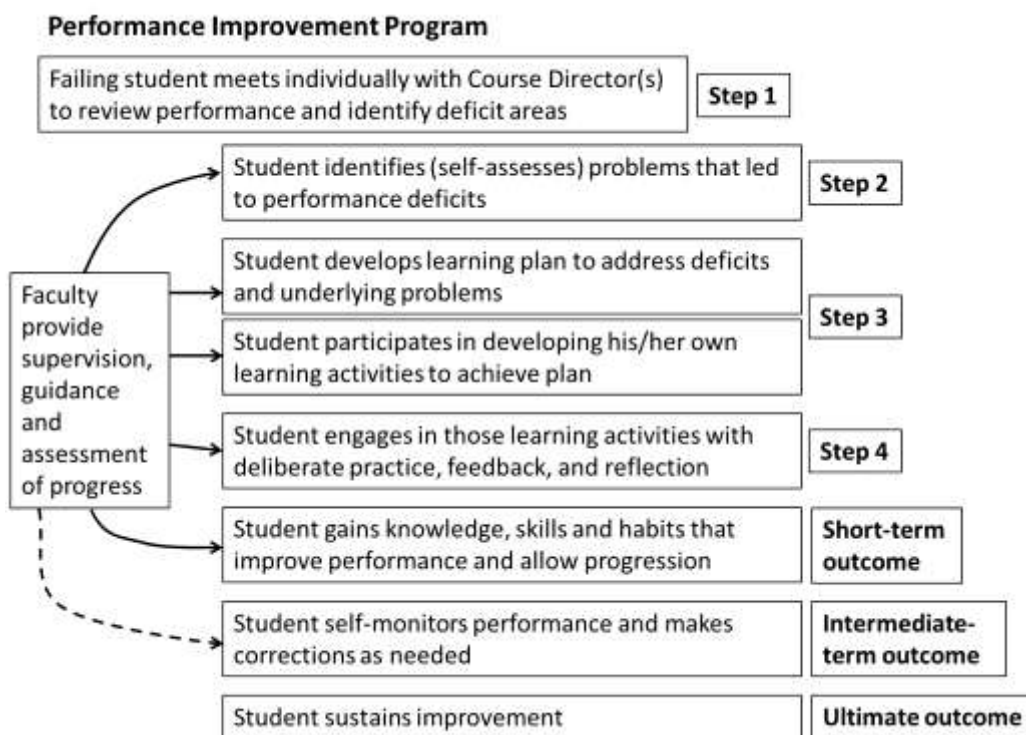 Performance Improvement Program
Failing student meets individually with Course Director(s)
to review performance and identify deficit areas
Step 1
Student identifies (self-assesses) problems that led
to performance deficits
Step 2
Faculty
provide
supervision,
guidance
and
assessment
of progress
Student develops learning plan to address deficits
and underlying problems
Step 3
Student participates in developing his/her own
learning activities to achieve plan
Student engages in those learning activities with
deliberate practice, feedback, and reflection
Step 4
Student gains knowledge, skills and habits that
improve performance and allow progression
Short-term
outcome
Student self-monitors performance and makes
corrections as needed
Intermediate-
term outcome
Student sustains improvement
Ultimate outcome